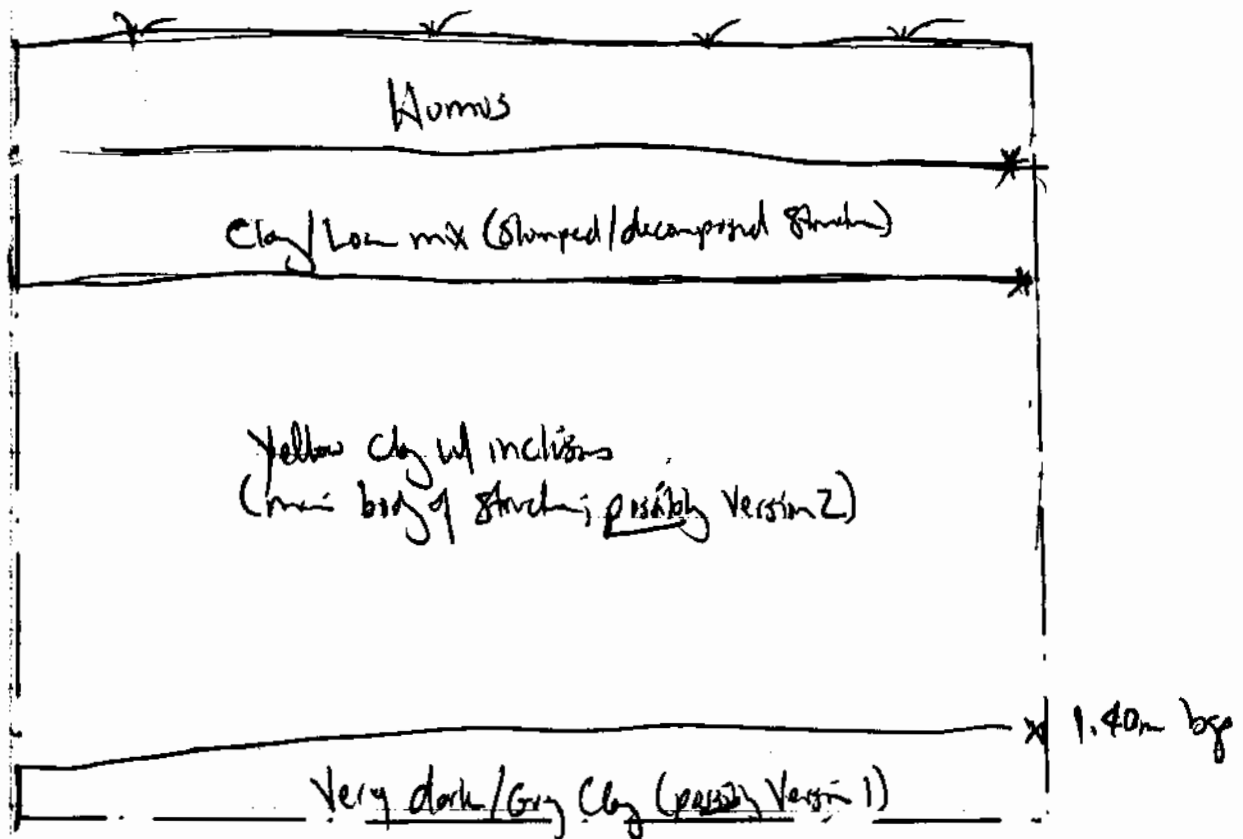 Humus
Clay/Loam mix (slumped/decomposed structure)
Yellow Clay w/ inclusions
(main body of structure; possibly Version 2)
1.40m bgs
Very dark/Gray Clay (possibly Version 1)